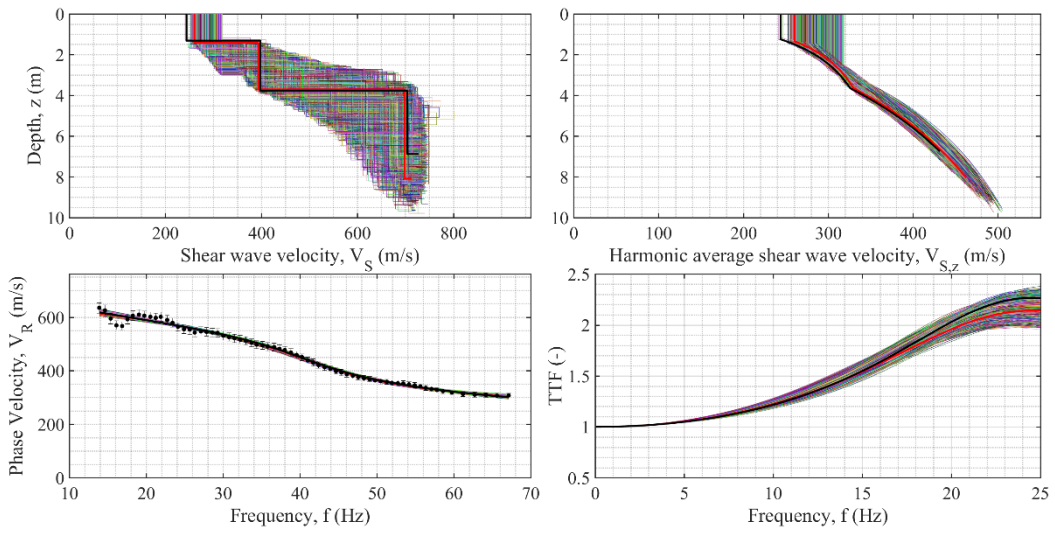 0
2
4
6
8
10
Depth, z (m)
0 200 400 600 800
Shear wave velocity, V_S (m/s)
0
2
4
6
8
10
0 100 200 300 400 500
Harmonic average shear wave velocity, V_S,z (m/s)
600
400
200
0
Phase Velocity, V_R (m/s)
10 20 30 40 50 60 70
Frequency, f (Hz)
2.5
2
1.5
1
0.5
TTF (-)
0 5 10 15 20 25
Frequency, f (Hz)